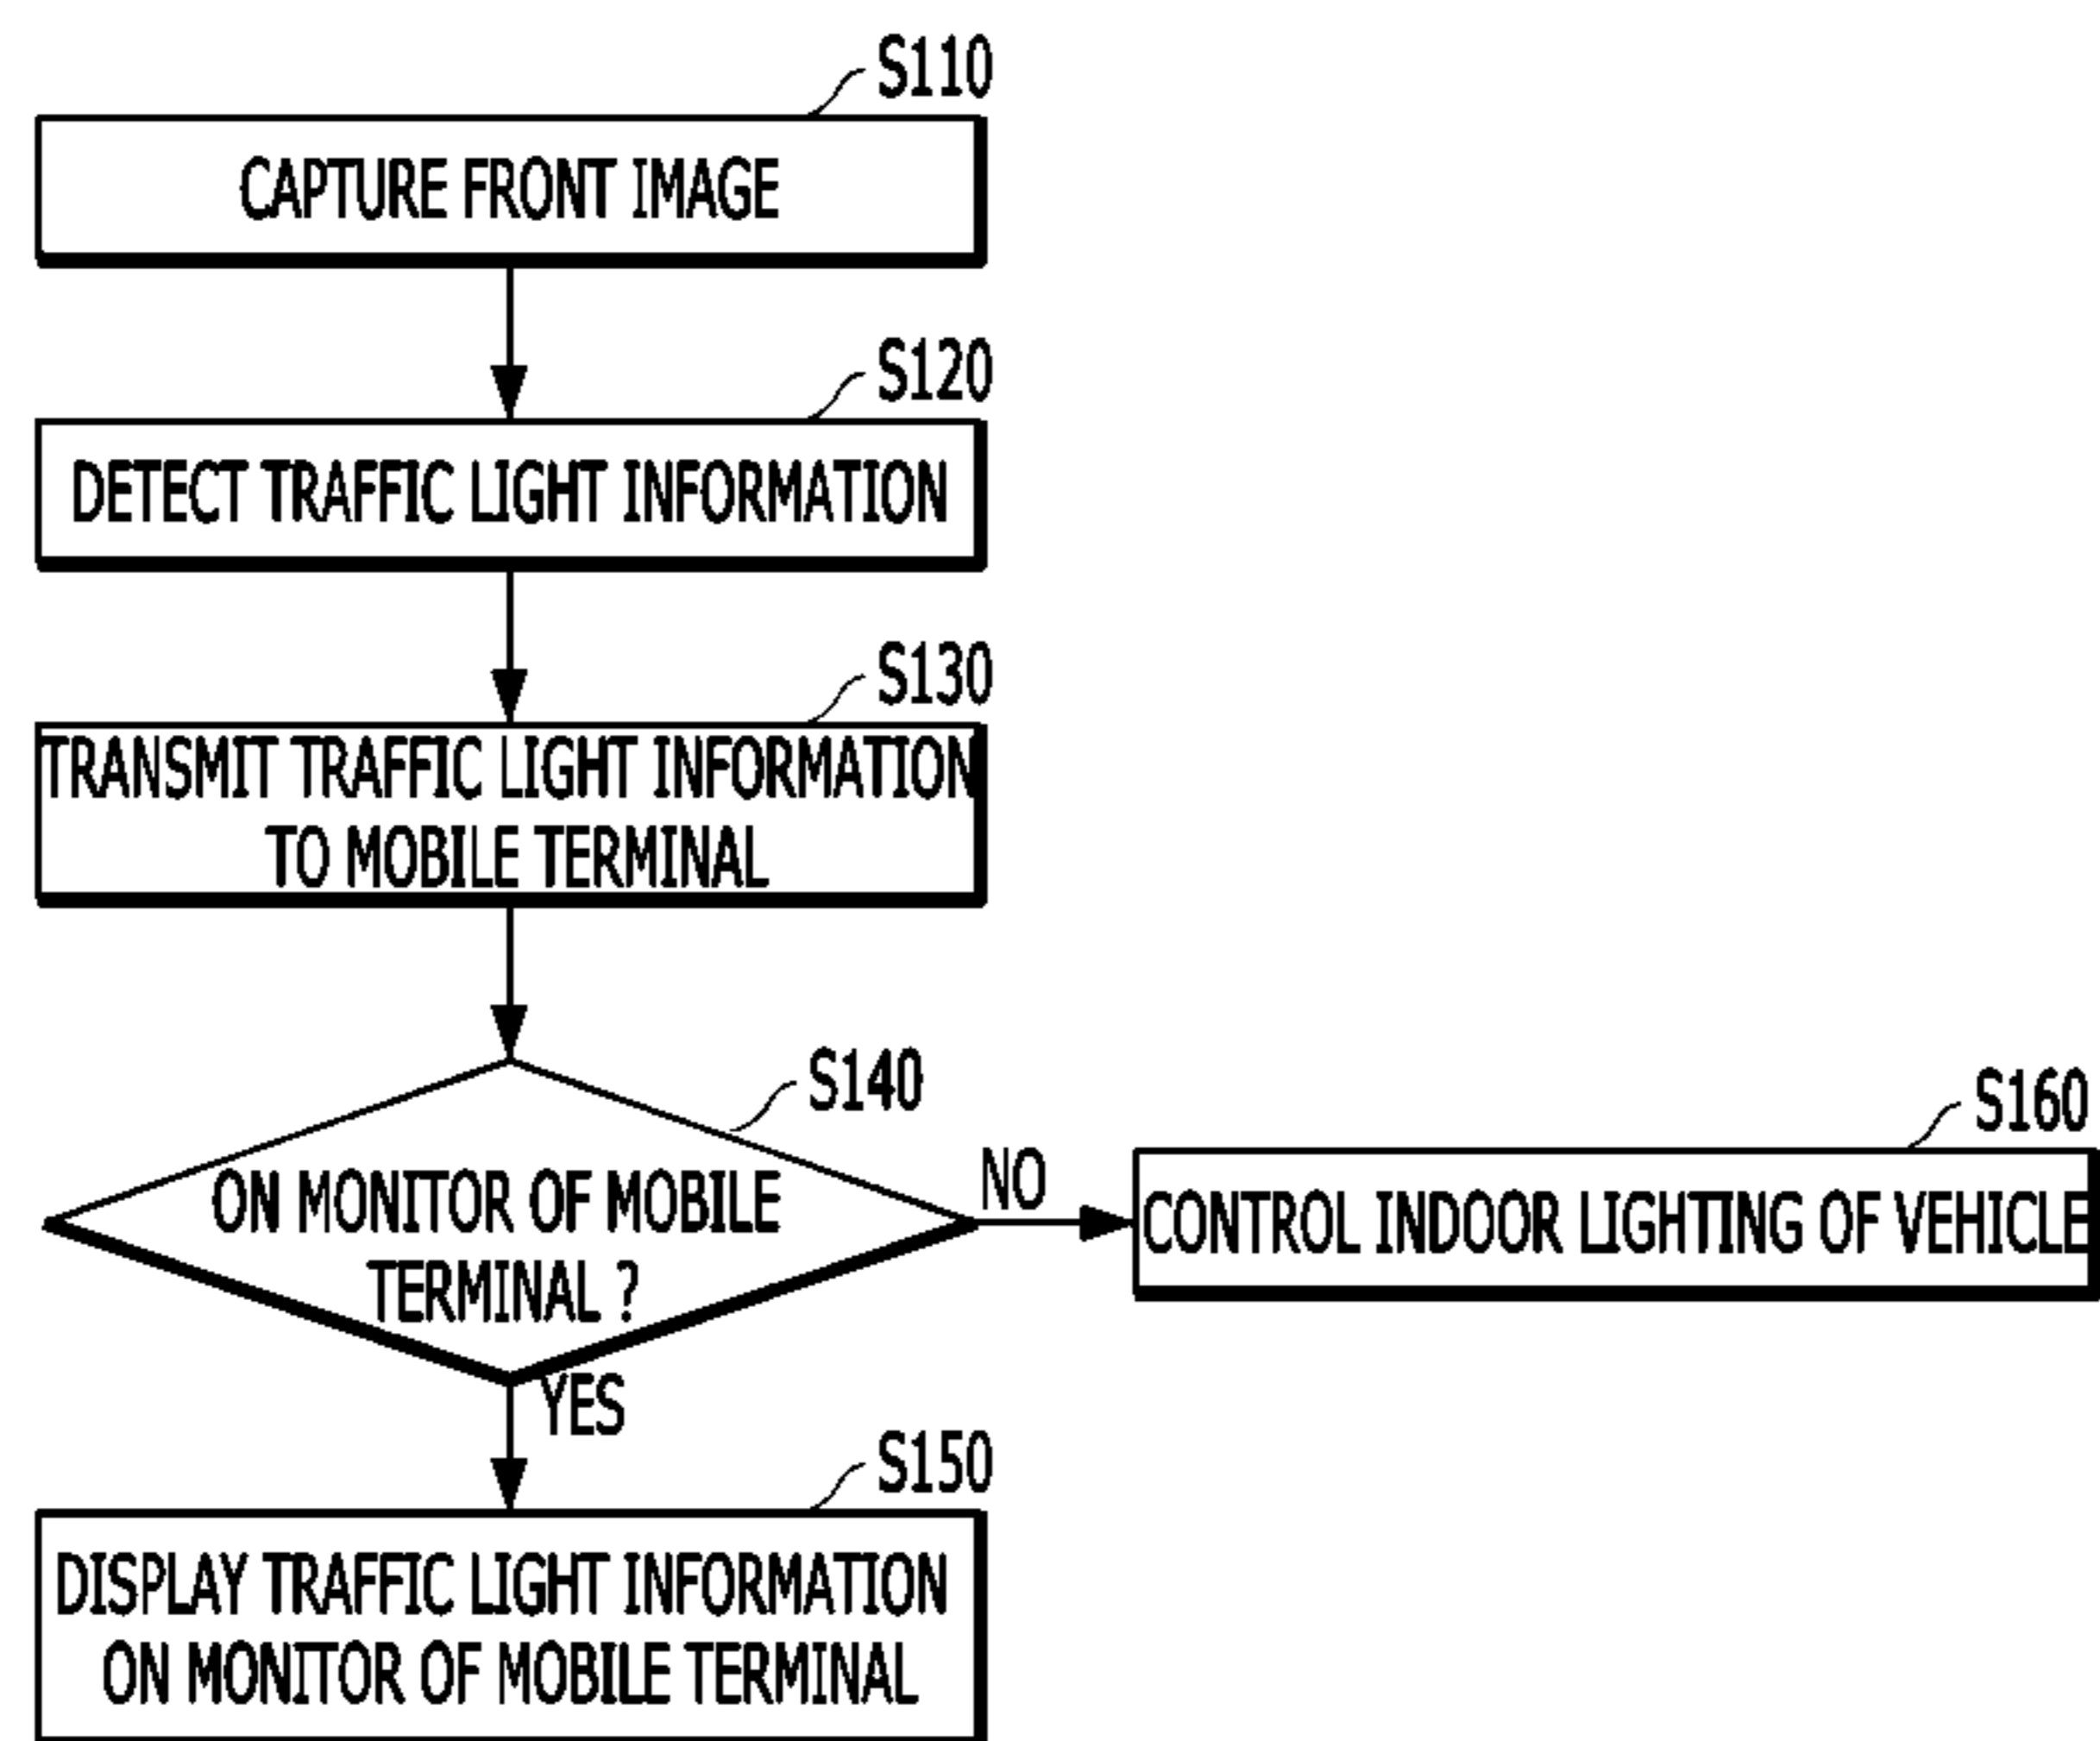 S110
CAPTURE FRONT IMAGE
S120
DETECT TRAFFIC LIGHT INFORMATION
S130
TRANSMIT TRAFFIC LIGHT INFORMATION
TO MOBILE TERMINAL
S140
ON MONITOR OF MOBILE
TERMINAL ?
NO
S160
CONTROL INDOOR LIGHTING OF VEHICLE
YES
S150
DISPLAY TRAFFIC LIGHT INFORMATION
ON MONITOR OF MOBILE TERMINAL